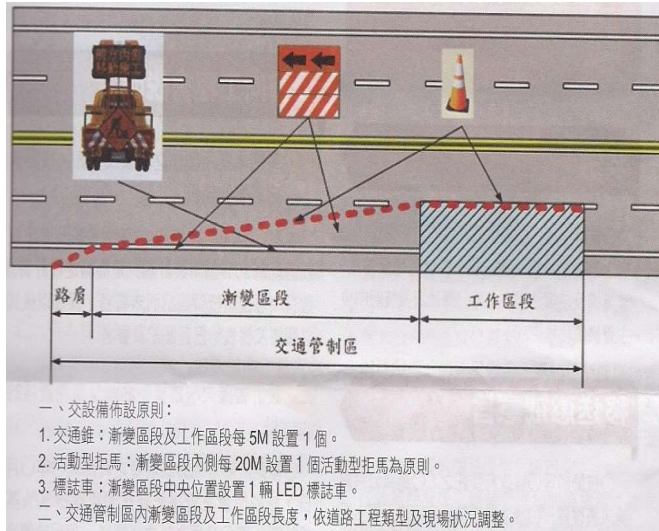 路肩
漸變區段
工作區段
交通管制區
一、交設備佈設原則：
1. 交通錐：漸變區段及工作區段每 5M 設置 1 個。
2. 活動型拒馬：漸變區段內側每 20M 設置 1 個活動型拒馬為原則。
3. 標誌車：漸變區段中央位置設置 1 輛 LED 標誌車。
二、交通管制區內漸變區段及工作區段長度，依道路工程類型及現場狀況調整。